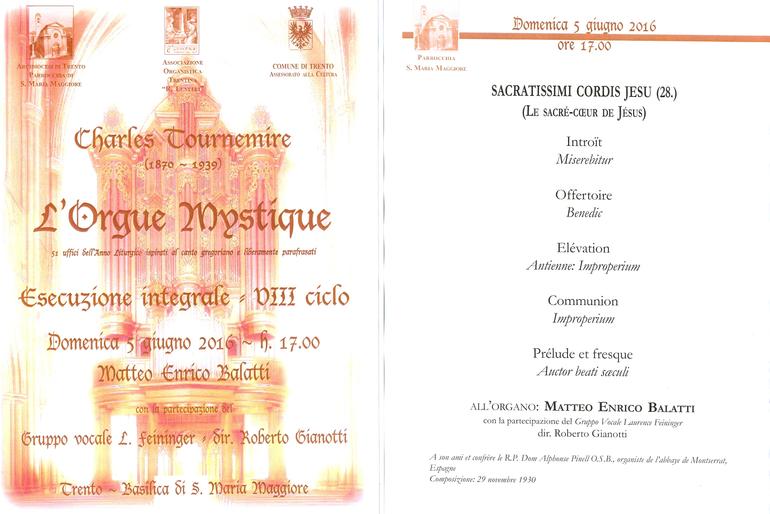 ARCIDIOCESI DI TRENTO
PARROCCHIA DI
S. MARIA MAGGIORE
ASSOCIAZIONE
ORGANISTICA
TRENTINA
"R. LUNELLI"
COMUNE DI TRENTO
ASSESSORATO ALLA CULTURA
Charles Tournemire
(1870 ~ 1939)
L'Orgue Mystique
51 uffici dell'Anno Liturgico ispirati al canto gregoriano e liberamente parafrasati
Esecuzione integrale - VIII ciclo
Domenica 5 giugno 2016 ~ h. 17.00
Matteo Enrico Balatti
con la partecipazione del
Gruppo vocale L. Feininger - dir. Roberto Gianotti
Trento ~ Basilica di S. Maria Maggiore
PARROCCHIA
S. MARIA MAGGIORE
Domenica 5 giugno 2016
ore 17.00
SACRATISSIMI CORDIS JESU (28.)
(LE SACRÉ-CŒUR DE JÉSUS)
Introït
Miserebitur
Offertoire
Benedic
Elévation
Antienne: Improperium
Communion
Improperium
Prélude et fresque
Auctor beati sæculi
ALL'ORGANO: MATTEO ENRICO BALATTI
con la partecipazione del Gruppo Vocale Laurence Feininger
dir. Roberto Gianotti
A son ami et confrère le R.P. Dom Alphonse Pinell O.S.B., organiste de l'abbaye de Montserrat,
Espagne
Composizione: 29 novembre 1930